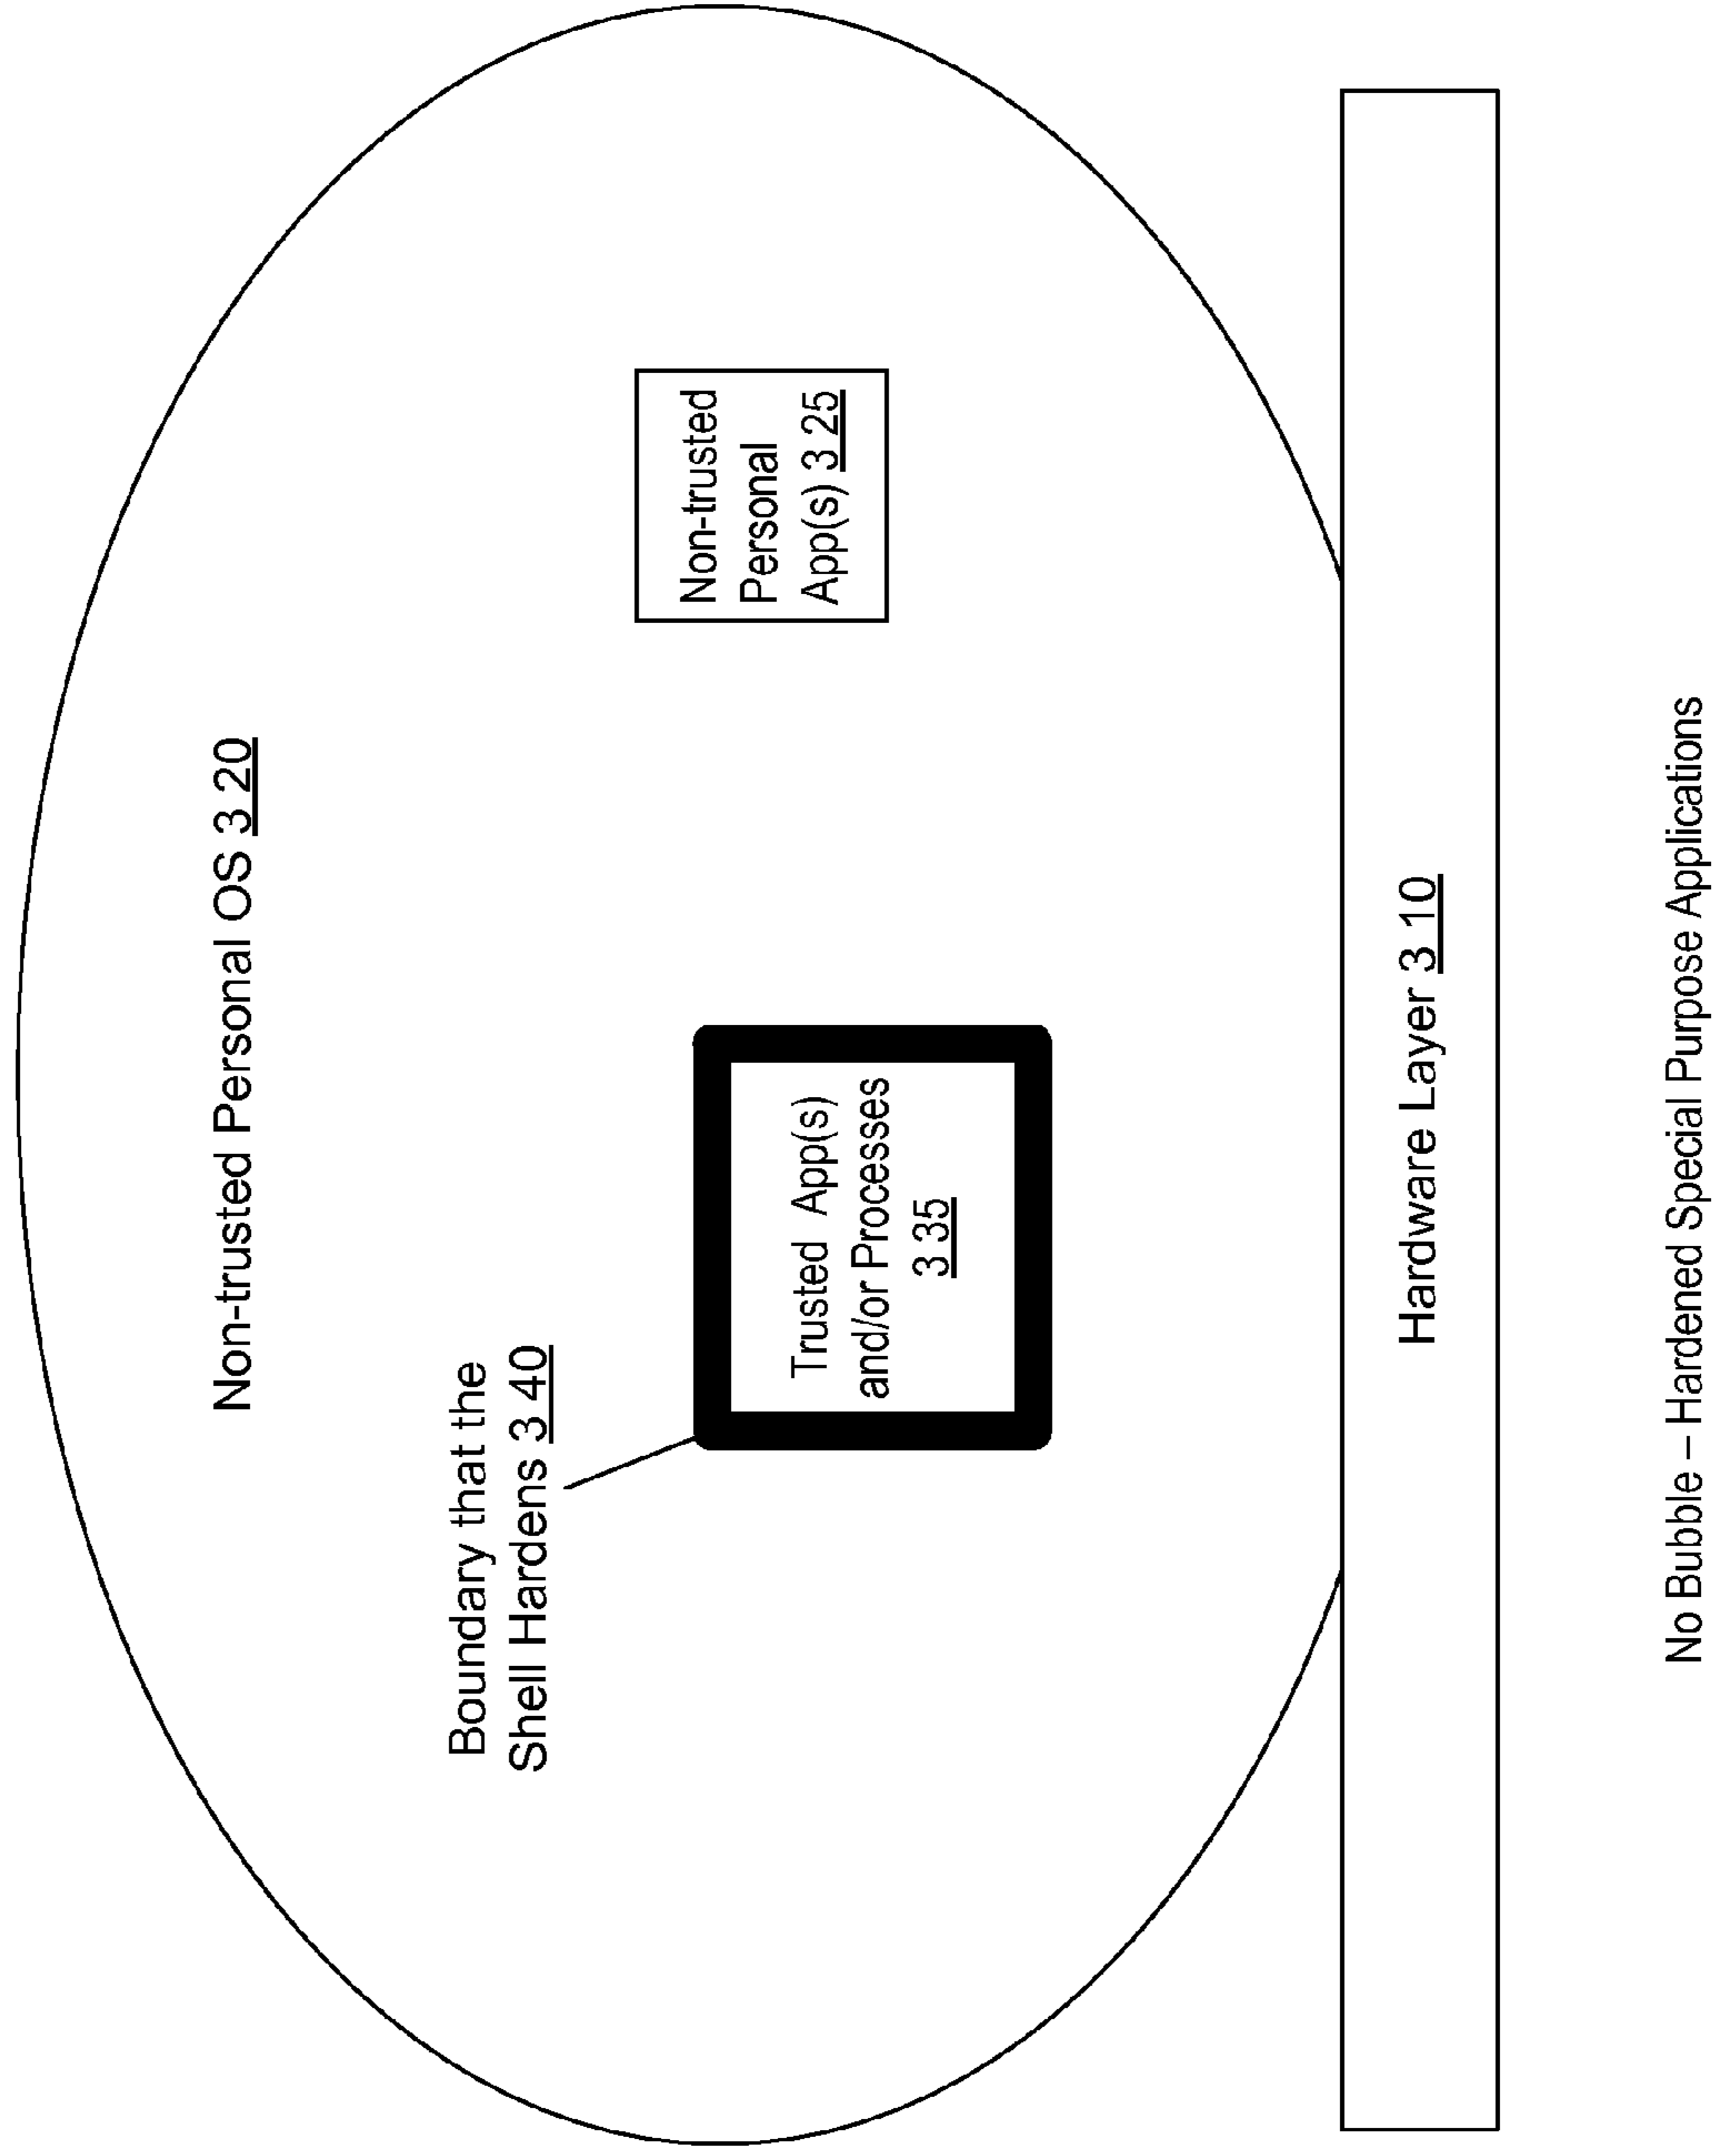 Non-trusted Personal OS 3 20
Boundary that the
Shell Hardens 3 40
Non-trusted
Personal
App(s) 3 25
Trusted App(s)
and/or Processes
3 35
Hardware Layer 3 10
No Bubble – Hardened Special Purpose Applications